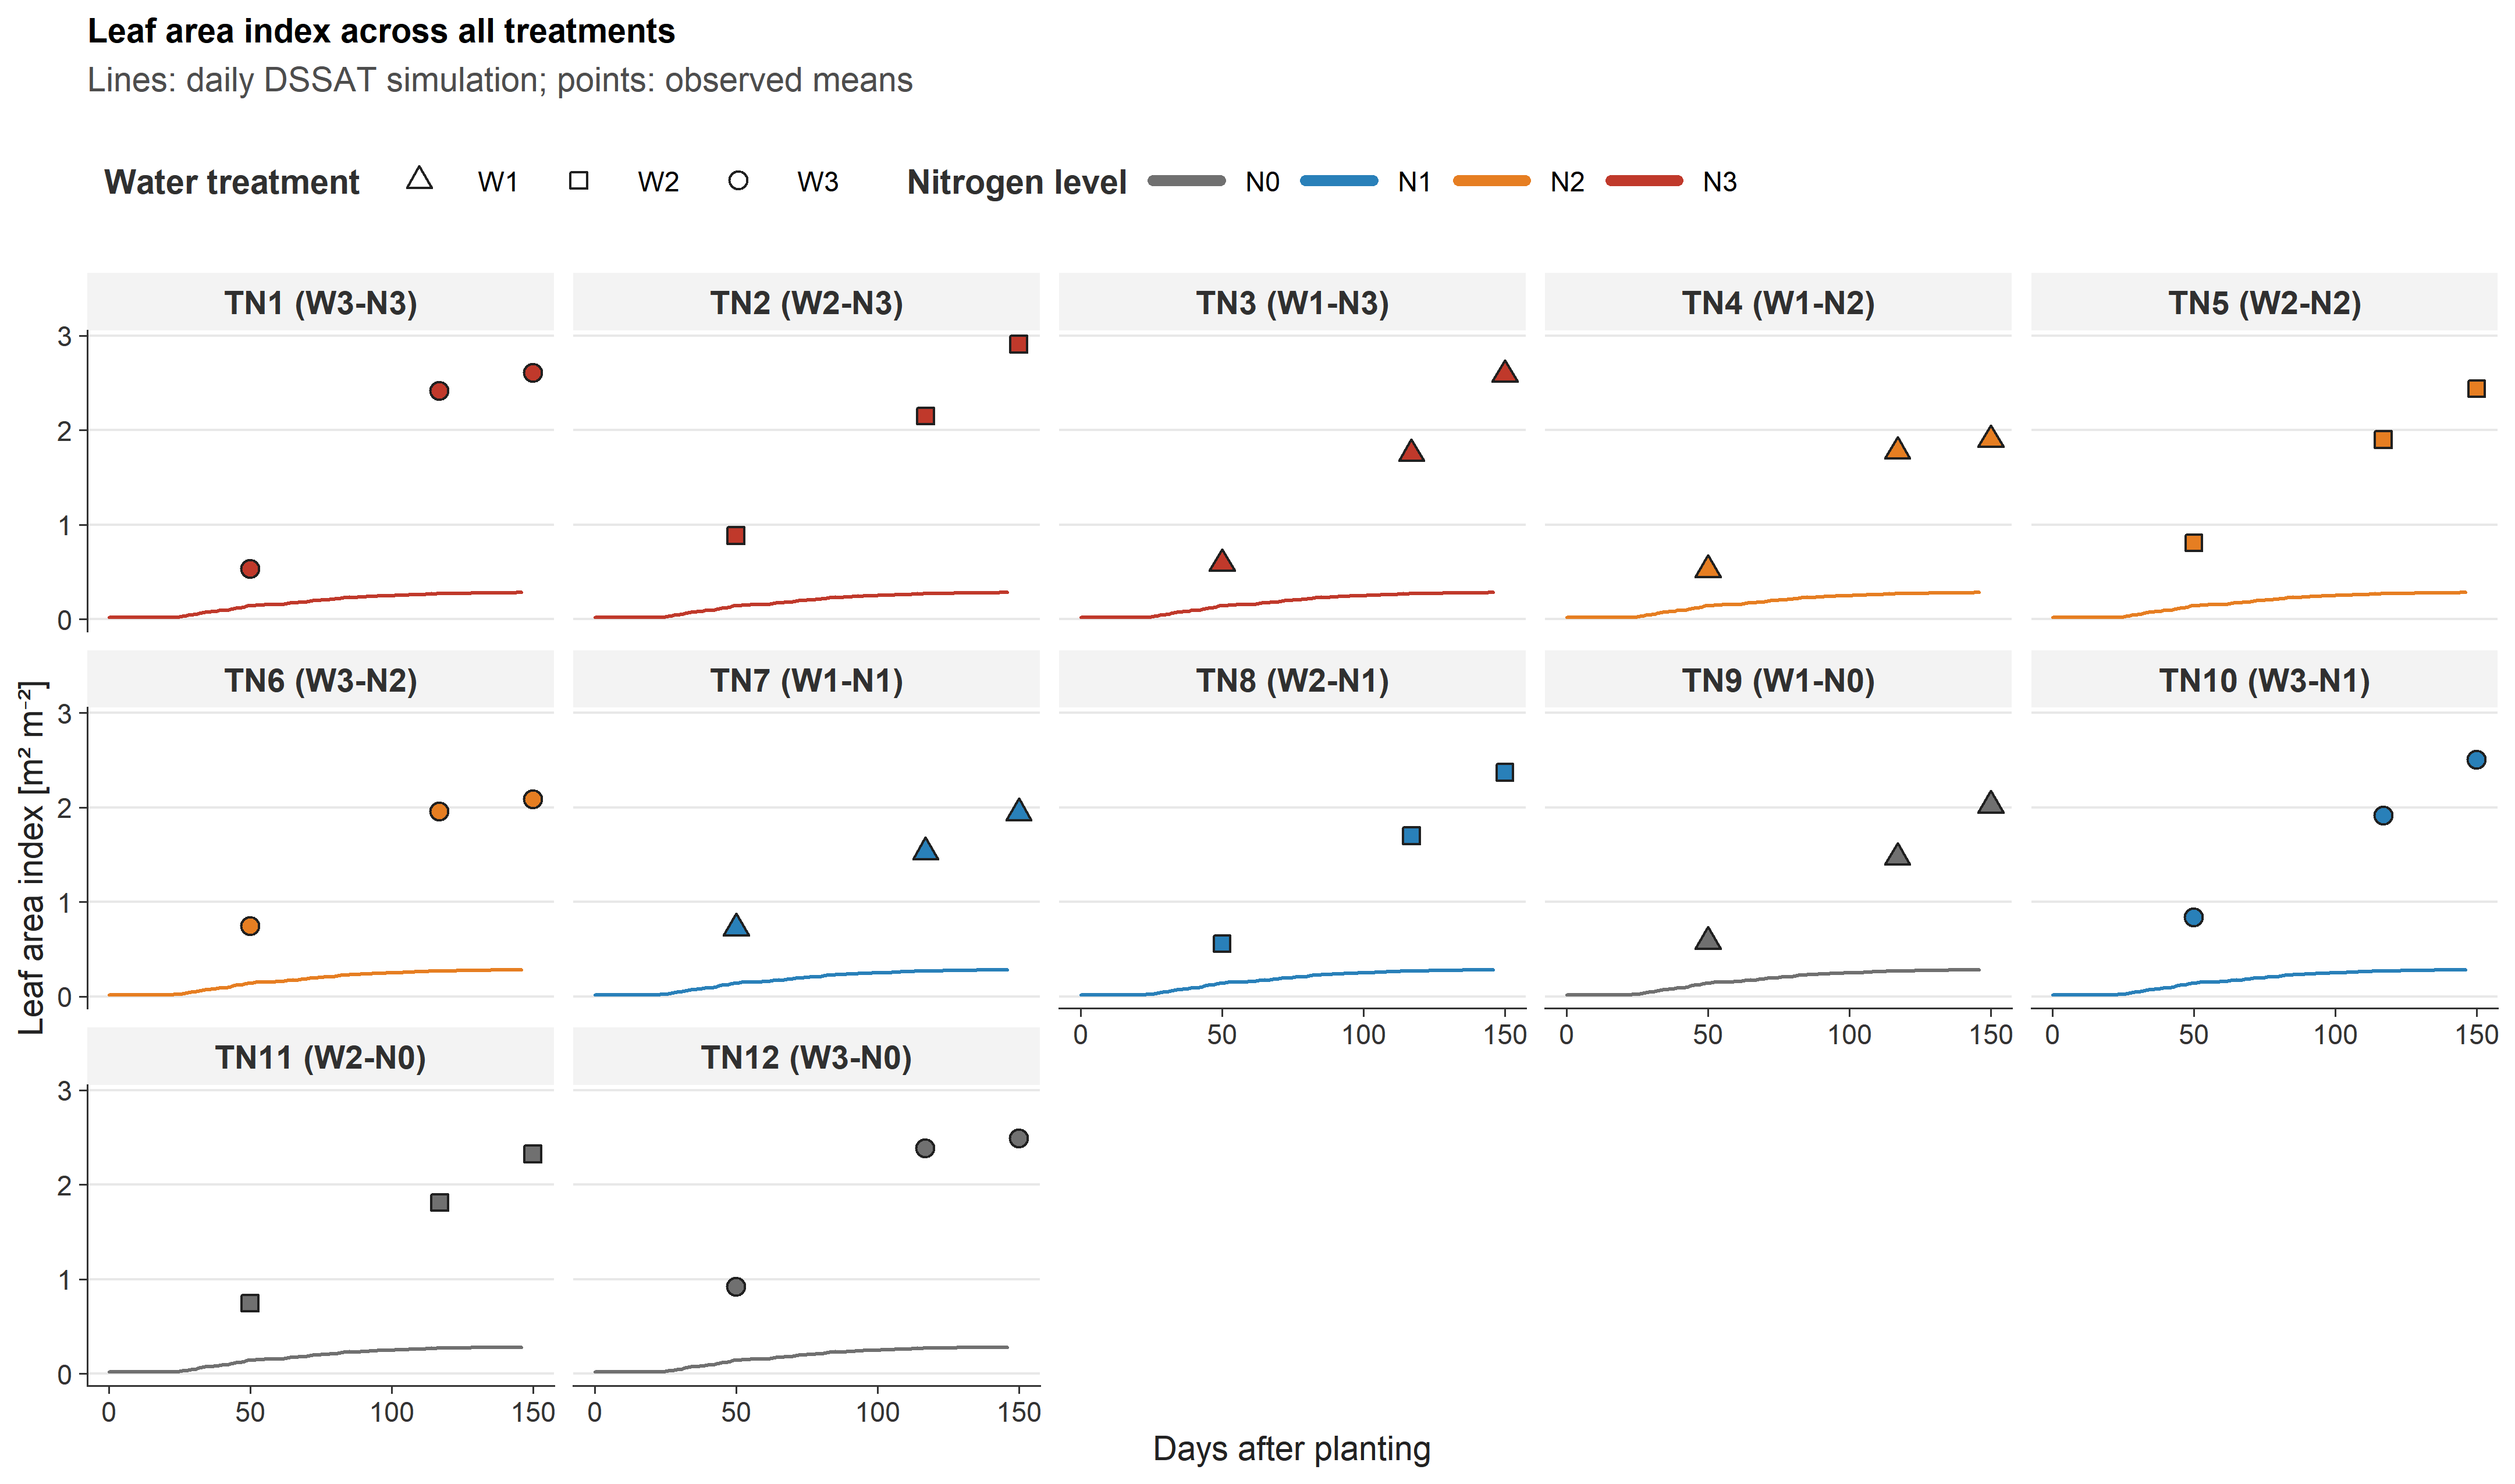 Leaf area index across all treatments
Lines: daily DSSAT simulation; points: observed means
Water treatment W1 W2 W3 Nitrogen level N0 N1 N2 N3
TN1 (W3-N3) TN2 (W2-N3) TN3 (W1-N3) TN4 (W1-N2) TN5 (W2-N2)
3
2
1
0
TN6 (W3-N2) TN7 (W1-N1) TN8 (W2-N1) TN9 (W1-N0) TN10 (W3-N1)
Leaf area index [m² m⁻²]
3
2
1
0
0 50 100 150 0 50 100 150 0 50 100 150
TN11 (W2-N0) TN12 (W3-N0)
3
2
1
0
0 50 100 150 0 50 100 150
Days after planting